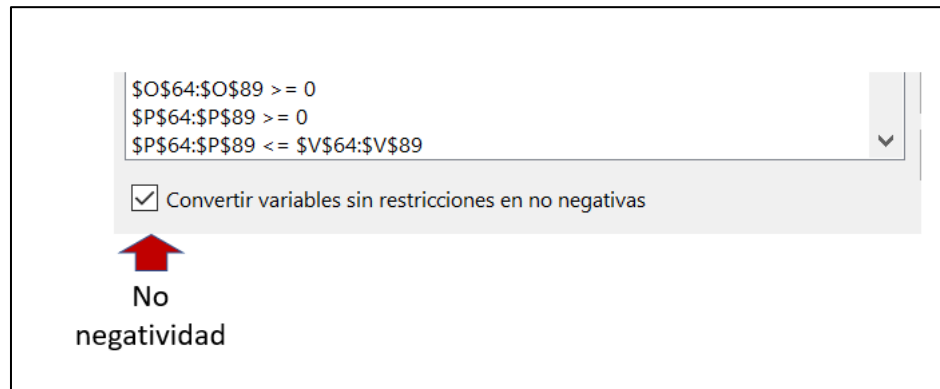 $O$64:$O$89 >= 0
$P$64:$P$89 >= 0
$P$64:$P$89 <= $V$64:$V$89
Convertir variables sin restricciones en no negativas
No
negatividad